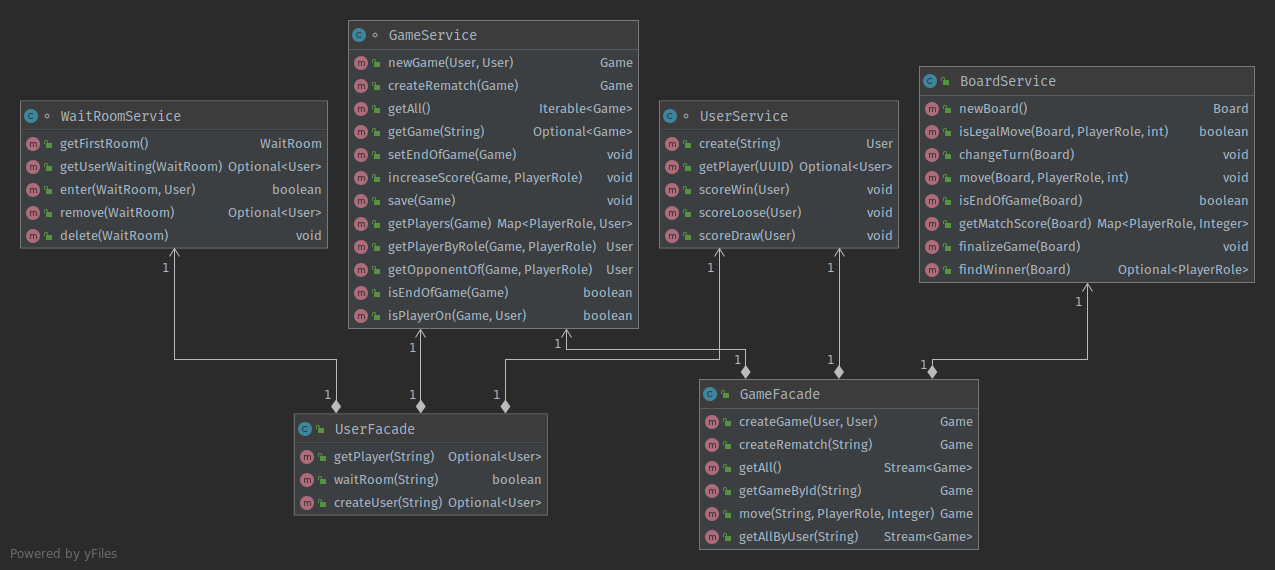 GameService
newGame(User, User) Game
createRematch(Game) Game
getAll() Iterable<Game>
getGame(String) Optional<Game>
setEndOfGame(Game) void
increaseScore(Game, PlayerRole) void
save(Game) void
getPlayers(Game) Map<PlayerRole, User>
getPlayerByRole(Game, PlayerRole) User
getOpponentOf(Game, PlayerRole) User
isEndOfGame(Game) boolean
isPlayerOn(Game, User) boolean
WaitRoomService
getFirstRoom() WaitRoom
getUserWaiting(WaitRoom) Optional<User>
enter(WaitRoom, User) boolean
remove(WaitRoom) Optional<User>
delete(WaitRoom) void
UserService
create(String) User
getPlayer(UUID) Optional<User>
scoreWin(User) void
scoreLoose(User) void
scoreDraw(User) void
BoardService
newBoard() Board
isLegalMove(Board, PlayerRole, int) boolean
changeTurn(Board) void
move(Board, PlayerRole, int) void
isEndOfGame(Board) boolean
getMatchScore(Board) Map<PlayerRole, Integer>
finalizeGame(Board) void
findWinner(Board) Optional<PlayerRole>
1
1
1
1
1
1
1
1
1
1
1
1
UserFacade
getPlayer(String) Optional<User>
waitRoom(String) boolean
createUser(String) Optional<User>
GameFacade
createGame(User, User) Game
createRematch(String) Game
getAll() Stream<Game>
getGameById(String) Game
move(String, PlayerRole, Integer) Game
getAllByUser(String) Stream<Game>
Powered by yFiles